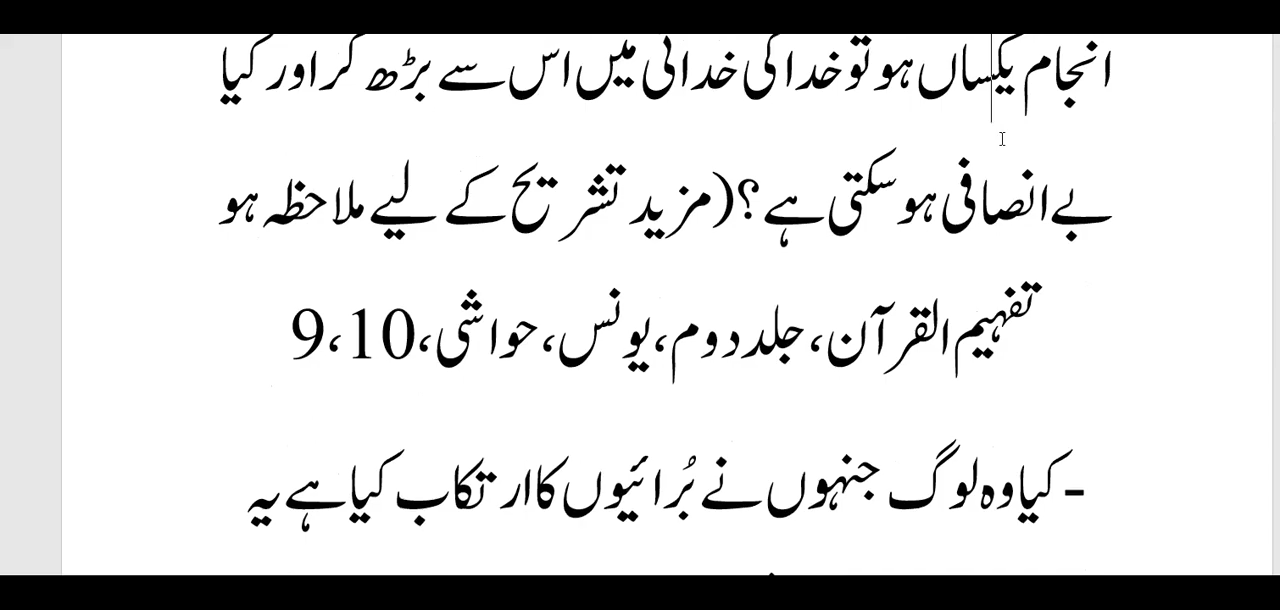 انجام یکساں ہو تو خدا کی خدائی میں اس سے بڑھ کر اور کیا
بے انصافی ہو سکتی ہے ؟ (مزید تشریح کے لیے ملاحظہ ہو
تفہیم القرآن، جلد دوم، یونس، حواشی، 9،10
- کیا وہ لوگ جنہوں نے بُرائیوں کا ارتکاب کیا ہے یہ